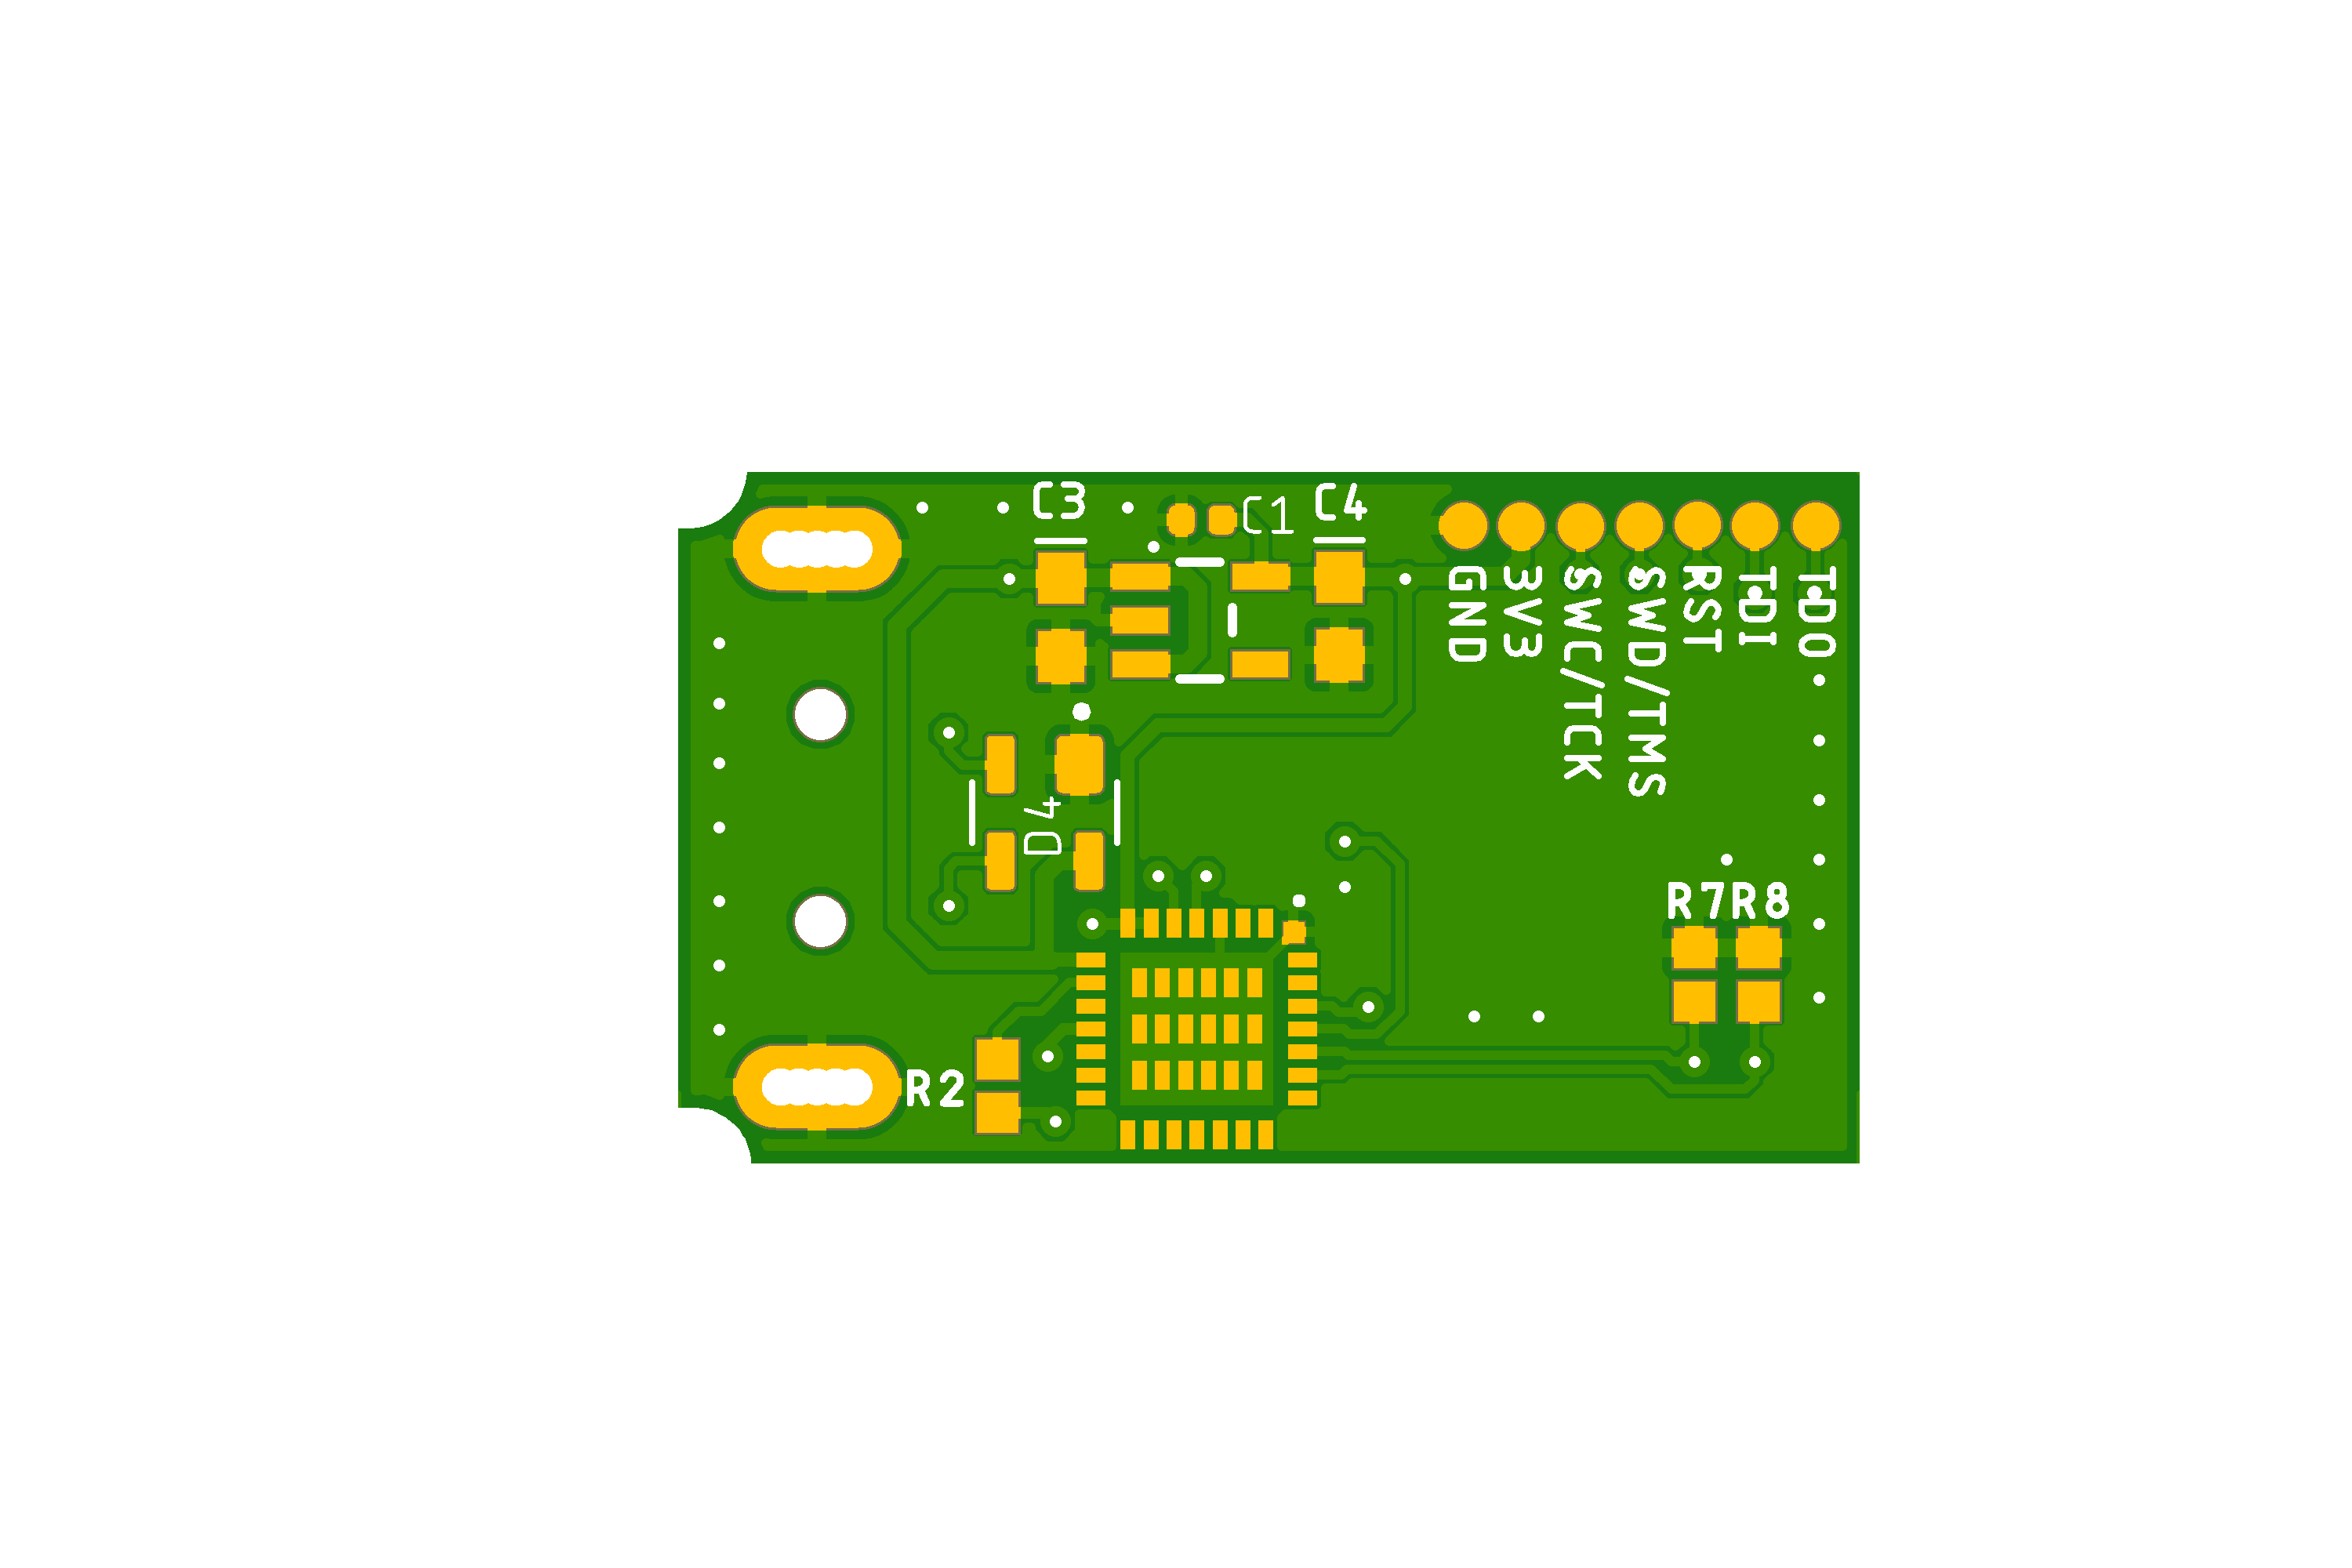 C3
C1
C4
GND
3V3
SWC/TCK
SWD/TMS
RST
TDI
TDO
D4
R7
R8
R2